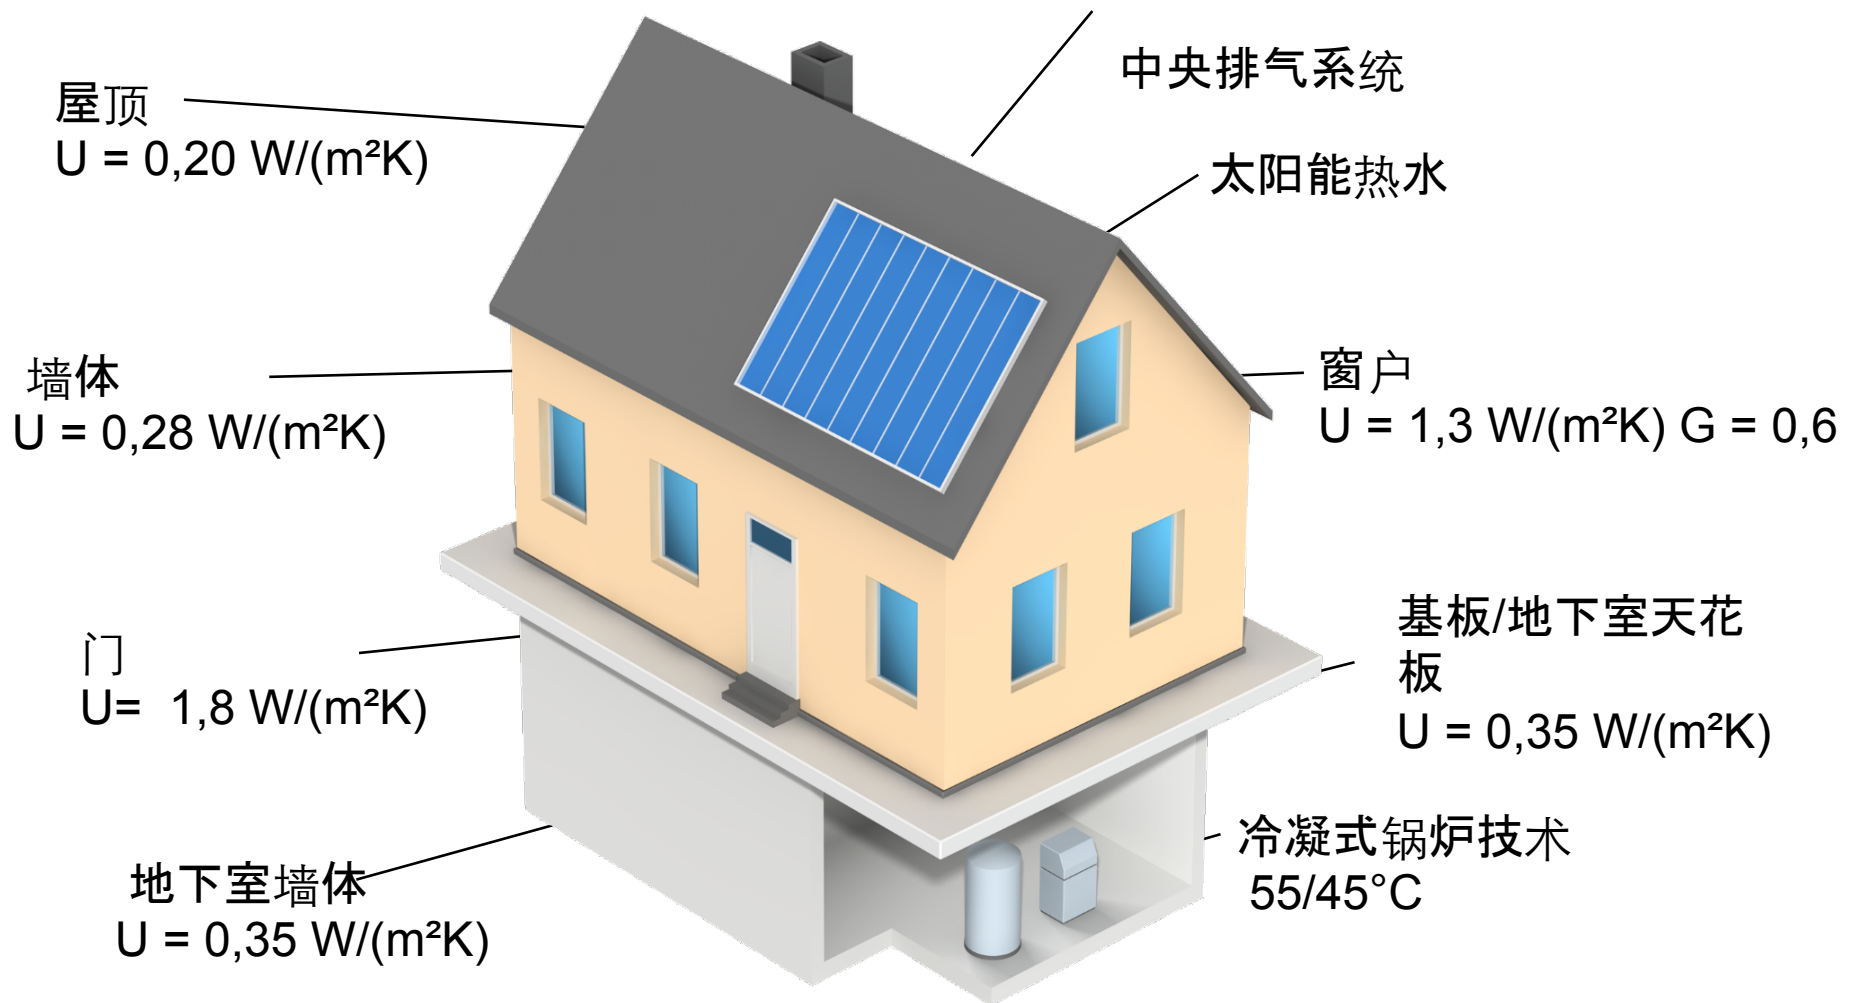 中央排气系统
屋顶
U = 0,20 W/(m²K)
太阳能热水
墙体
U = 0,28 W/(m²K)
窗户
U = 1,3 W/(m²K) G = 0,6
门
U=  1,8 W/(m²K)
基板/地下室天花
板
U = 0,35 W/(m²K)
冷凝式锅炉技术
55/45°C
地下室墙体
U = 0,35 W/(m²K)